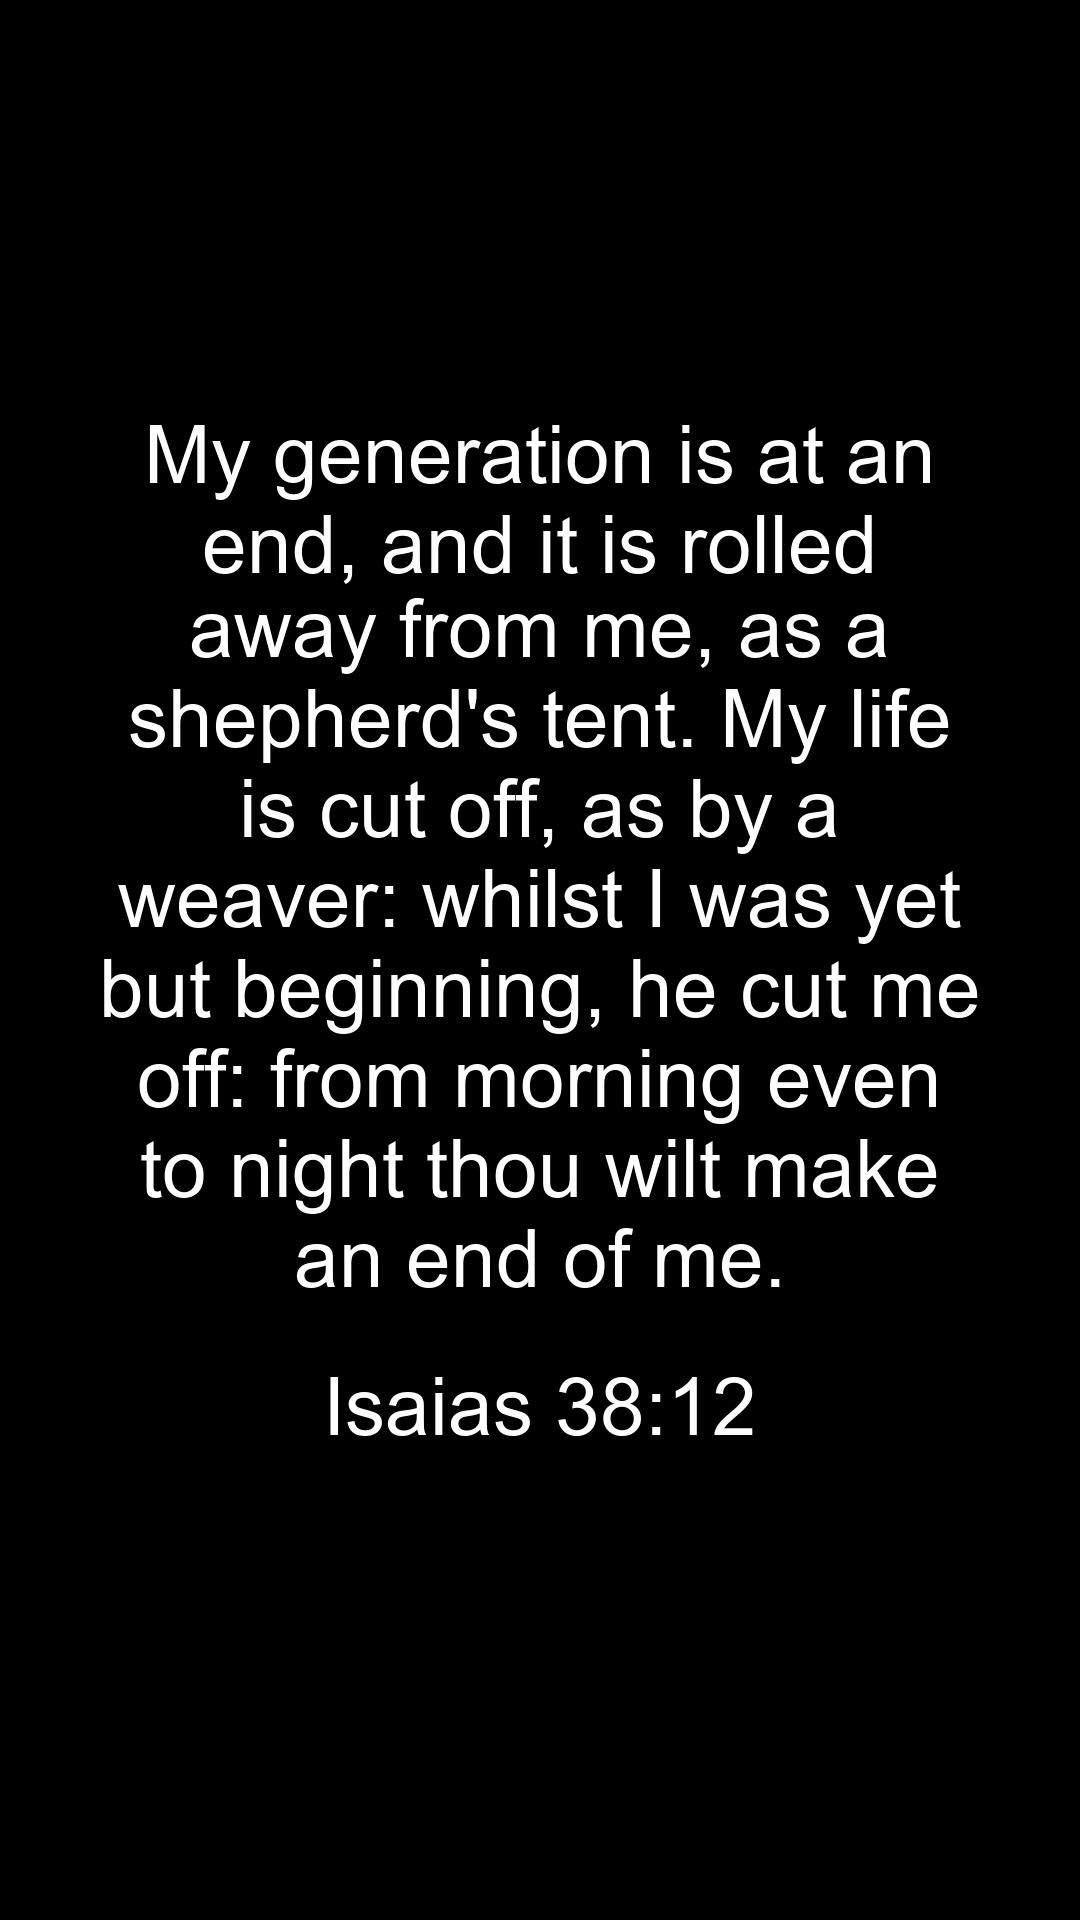 My generation is at an
end, and it is rolled
away from me, as a
shepherd's tent. My life
is cut off, as by a
weaver: whilst I was yet
but beginning, he cut me
off: from morning even
to night thou wilt make
an end of me.
Isaias 38:12